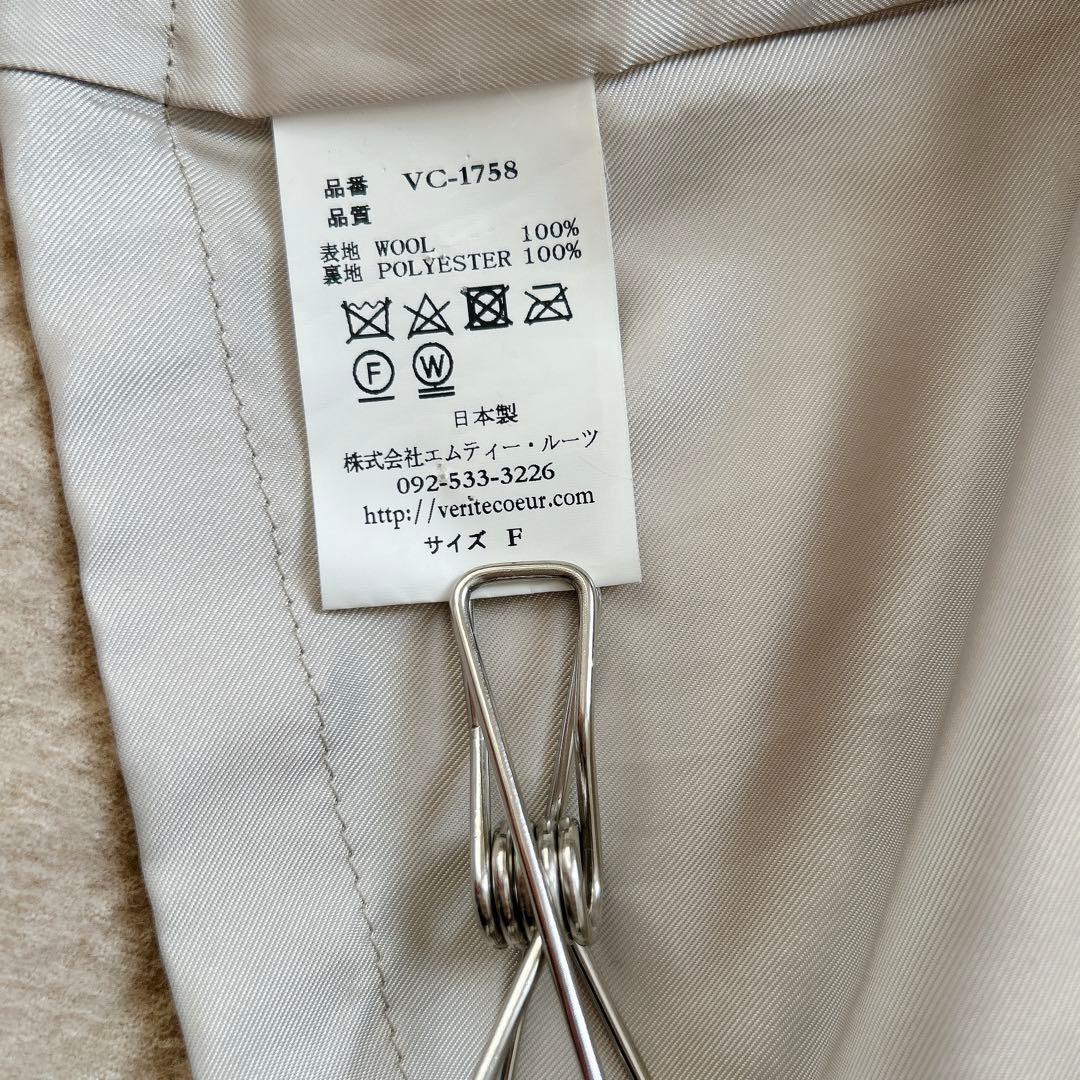 品番 VC-1758
品質
表地 WOOL 100%
裏地 POLYESTER 100%
F W
日本製
株式会社エムティー・ルーツ
092-533-3226
http://veritecoeur.com
サイズ F